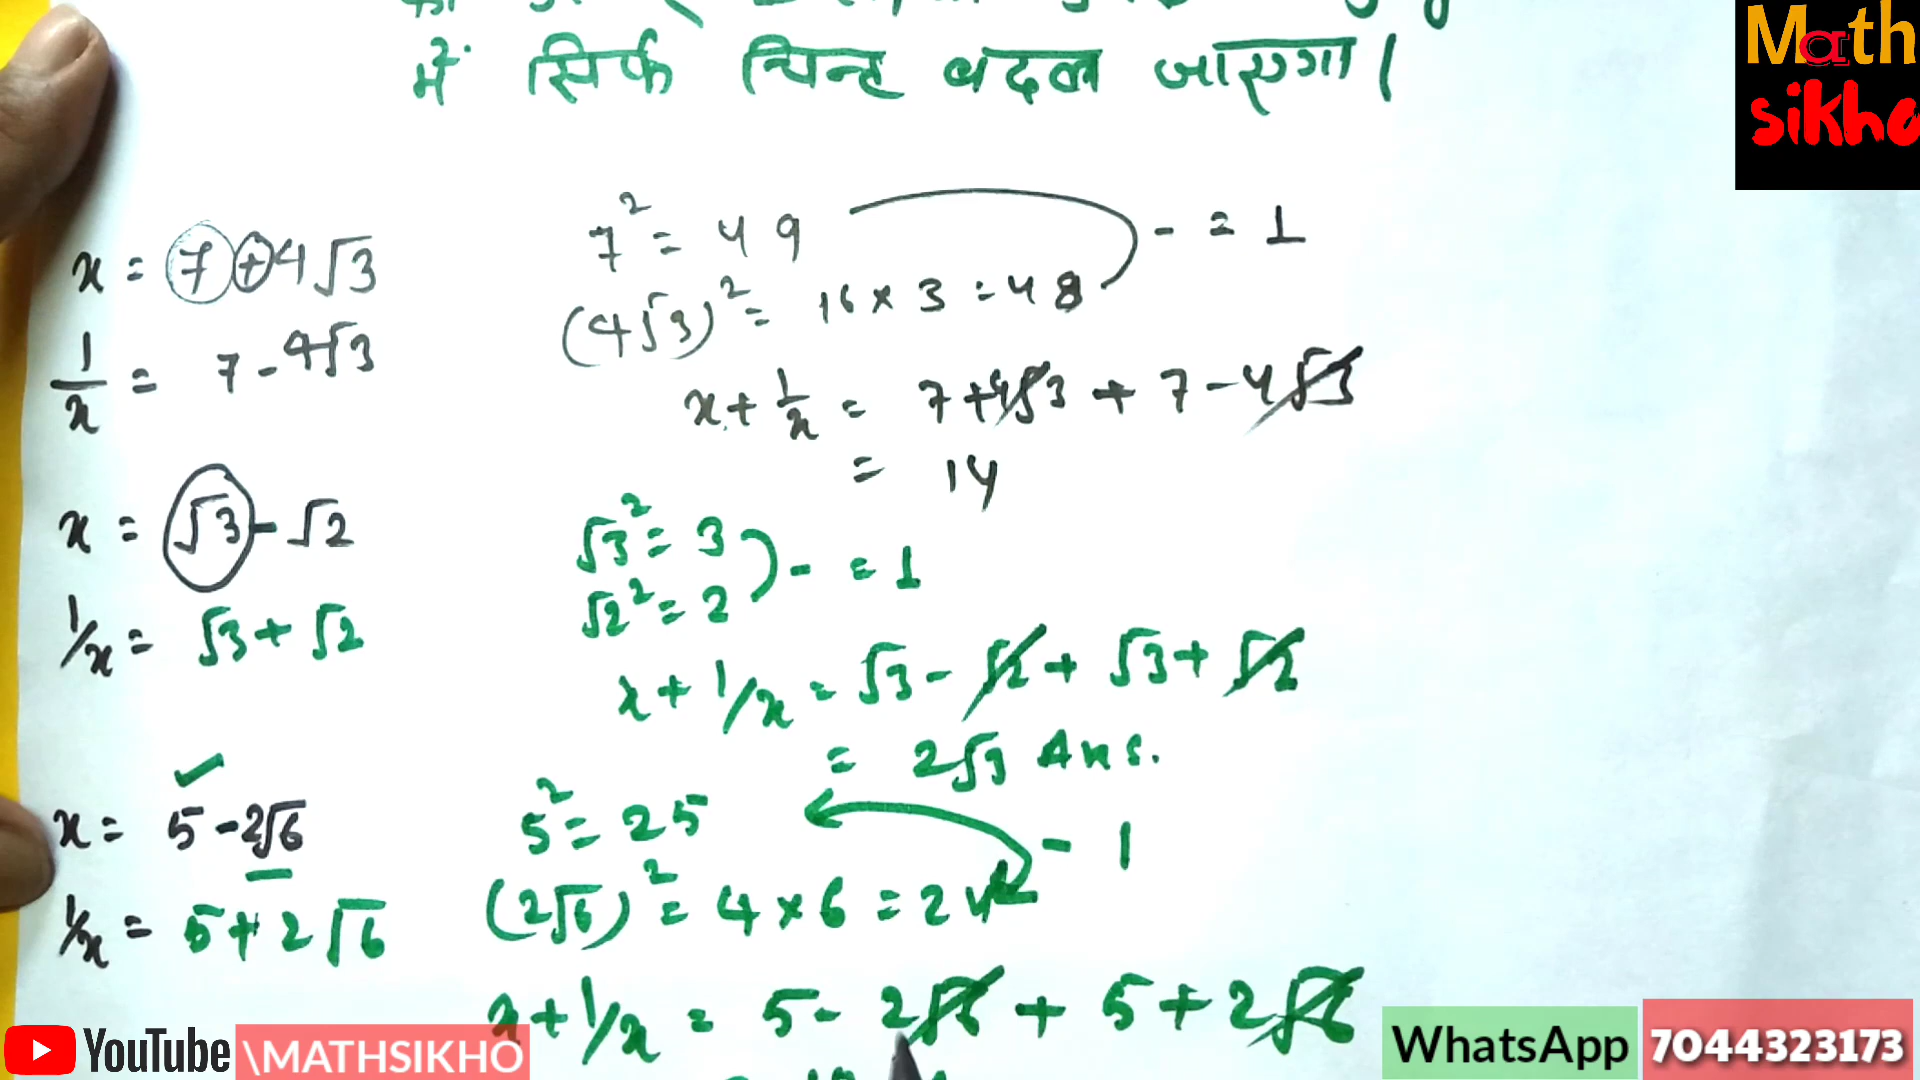 में सिर्फ चिन्ह बदल जाएगा।
Math
sikho
x = 7 + 4√3
1/x = 7 - 4√3
7² = 49
(4√3)² = 16 × 3 = 48
- = 1
x + 1/x = 7 + 4√3 + 7 - 4√3
= 14
x = √3 - √2
1/x = √3 + √2
√3² = 3
√2² = 2
- = 1
x + 1/x = √3 - √2 + √3 + √2
= 2√3 Ans.
x = 5 - 2√6
1/x = 5 + 2√6
5² = 25
(2√6)² = 4 × 6 = 24
- 1
x + 1/x = 5 - 2√6 + 5 + 2√6
YouTube \MATHSIKHO
WhatsApp 7044323173